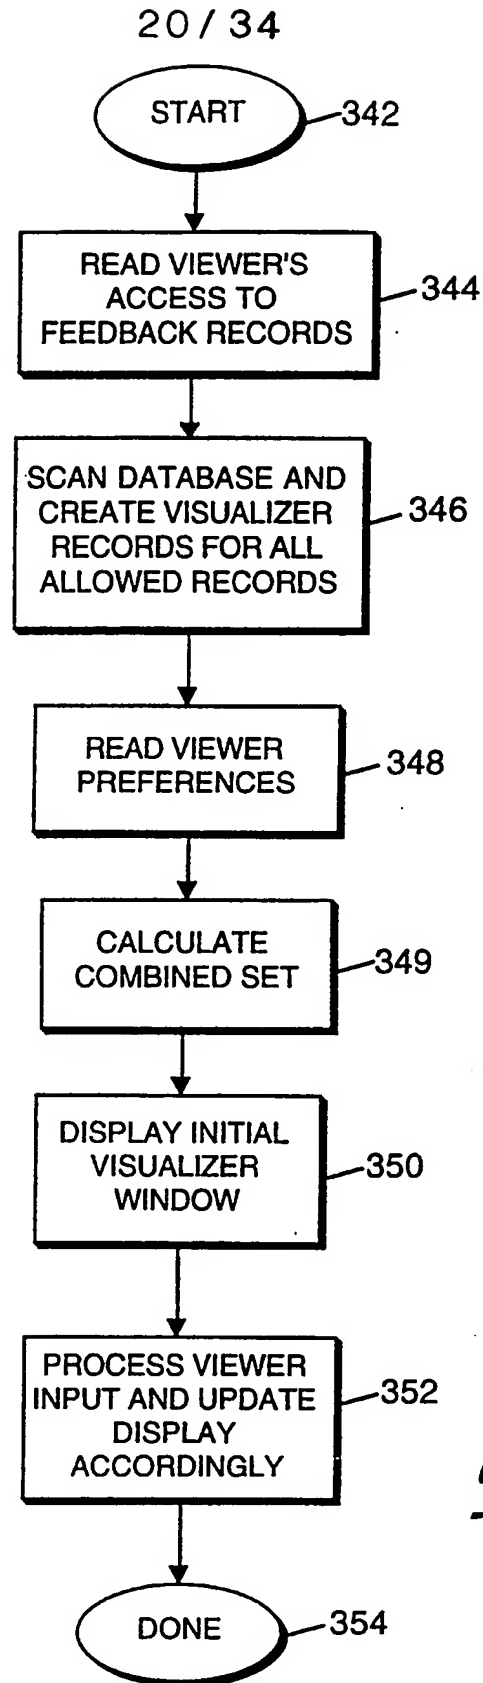 20 / 34
START
342
READ VIEWER'S
ACCESS TO
FEEDBACK RECORDS
344
SCAN DATABASE AND
CREATE VISUALIZER
RECORDS FOR ALL
ALLOWED RECORDS
346
READ VIEWER
PREFERENCES
348
CALCULATE
COMBINED SET
349
DISPLAY INITIAL
VISUALIZER
WINDOW
350
PROCESS VIEWER
INPUT AND UPDATE
DISPLAY
ACCORDINGLY
352
DONE
354